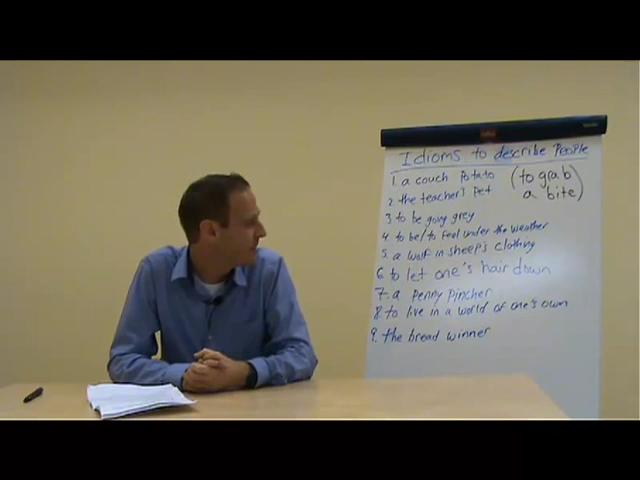 Idioms to describe People
1. a couch potato
(to grab
a bite)
2. the teacher's pet
3 to be going grey
4 to be/to feel under the weather
5. a wolf in sheep's clothing
6. to let one's hair down
7. a penny pincher
8. to live in a world of one's own
9. the bread winner